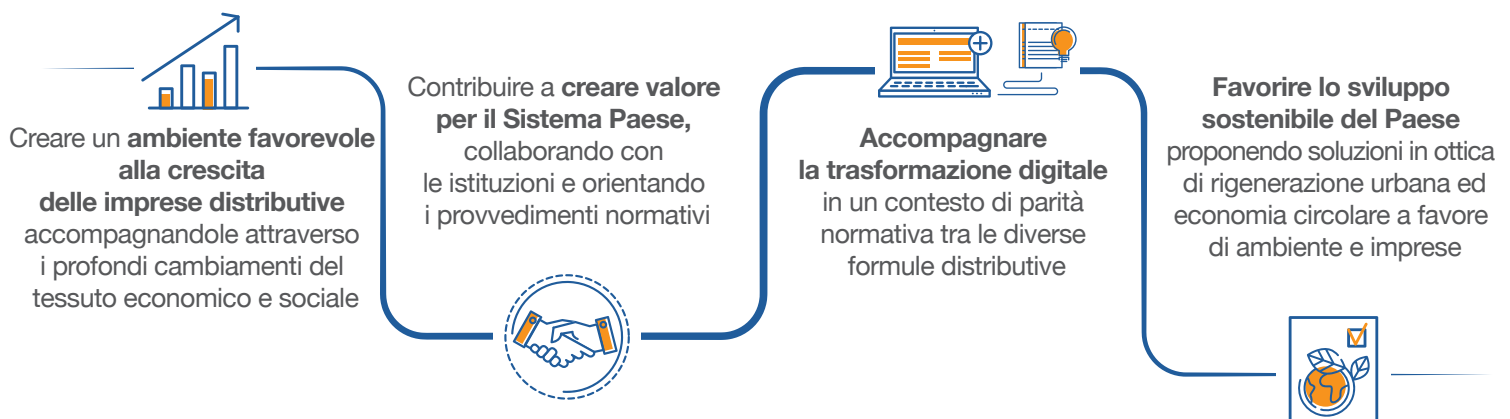 Creare un ambiente favorevole
alla crescita
delle imprese distributive
accompagnandole attraverso
i profondi cambiamenti del
tessuto economico e sociale
Contribuire a creare valore
per il Sistema Paese,
collaborando con
le istituzioni e orientando
i provvedimenti normativi
Accompagnare
la trasformazione digitale
in un contesto di parità
normativa tra le diverse
formule distributive
Favorire lo sviluppo
sostenibile del Paese
proponendo soluzioni in ottica
di rigenerazione urbana ed
economia circolare a favore
di ambiente e imprese